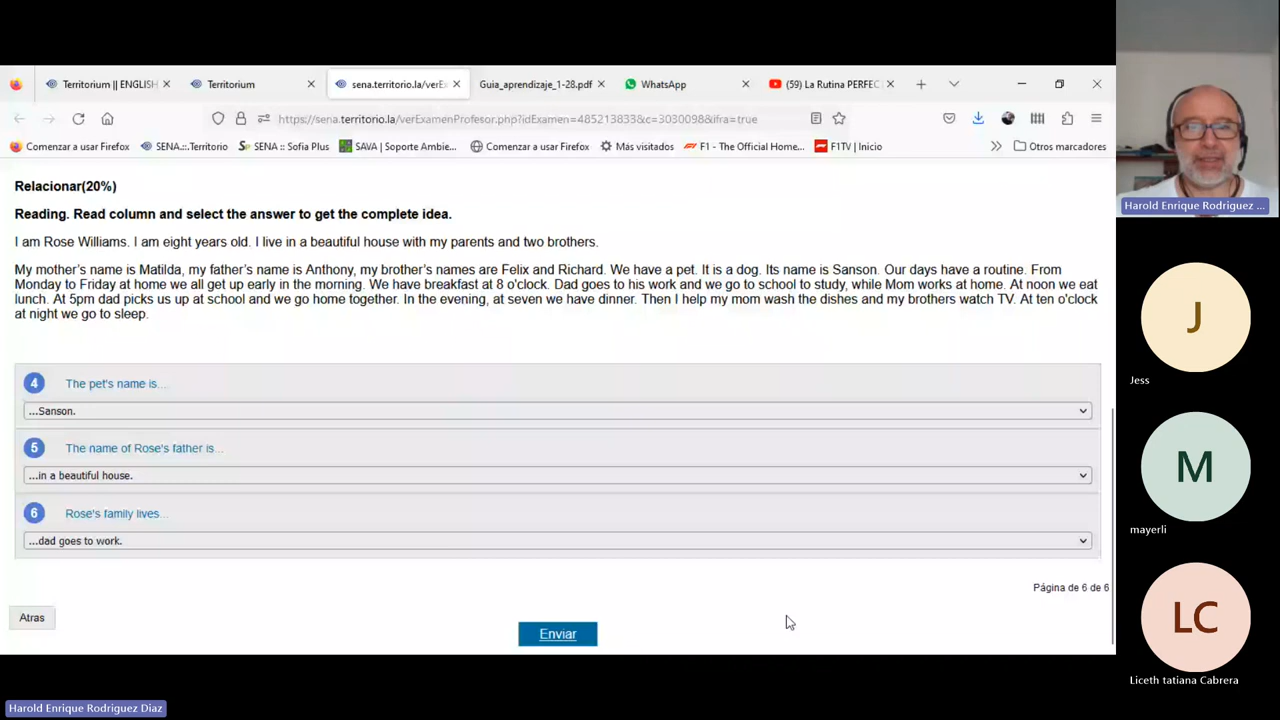 Territorium || ENGLISH
Territorium
sena.territorio.la/verEx
Guia_aprendizaje_1-28.pdf
WhatsApp
(59) La Rutina PERFEC
https://sena.territorio.la/verExamenProfesor.php?idExamen=485213833&c=3030098&ifra=true
Comenzar a usar Firefox
SENA.::.Territorio
SENA :: Sofia Plus
SAVA | Soporte Ambie...
Comenzar a usar Firefox
Más visitados
F1 - The Official Home...
F1TV | Inicio
Otros marcadores
Relacionar(20%)
Reading. Read column and select the answer to get the complete idea.
I am Rose Williams. I am eight years old. I live in a beautiful house with my parents and two brothers.
My mother's name is Matilda, my father's name is Anthony, my brother's names are Felix and Richard. We have a pet. It is a dog. Its name is Sanson. Our days have a routine. From
Monday to Friday at home we all get up early in the morning. We have breakfast at 8 o'clock. Dad goes to his work and we go to school to study, while Mom works at home. At noon we eat
lunch. At 5pm dad picks us up at school and we go home together. In the evening, at seven we have dinner. Then I help my mom wash the dishes and my brothers watch TV. At ten o'clock
at night we go to sleep.
4 The pet's name is...
...Sanson.
5 The name of Rose's father is...
...in a beautiful house.
6 Rose's family lives...
...dad goes to work.
Página de 6 de 6
Atras
Enviar
Harold Enrique Rodriguez ...
J
Jess
M
mayerli
LC
Liceth tatiana Cabrera
Harold Enrique Rodriguez Diaz